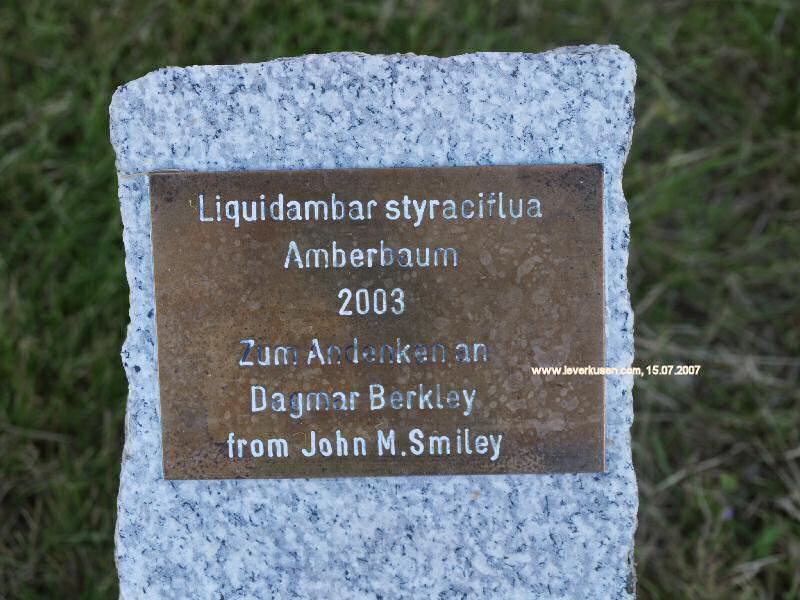 Liquidambar styraciflua
Amberbaum
2003
Zum Andenken an
Dagmar Berkley
from John M. Smiley
www.leverkusen.com, 15.07.2007